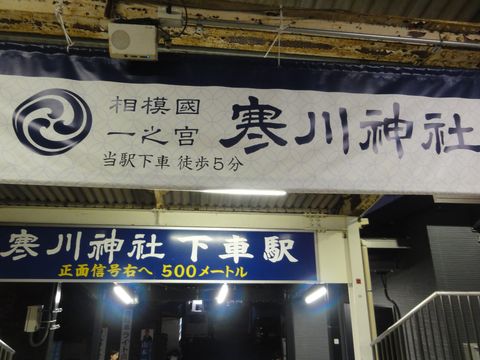 相模國
一之宮
寒川神社
当駅下車 徒歩5分
寒川神社 下車駅
正面信号右へ 500メートル